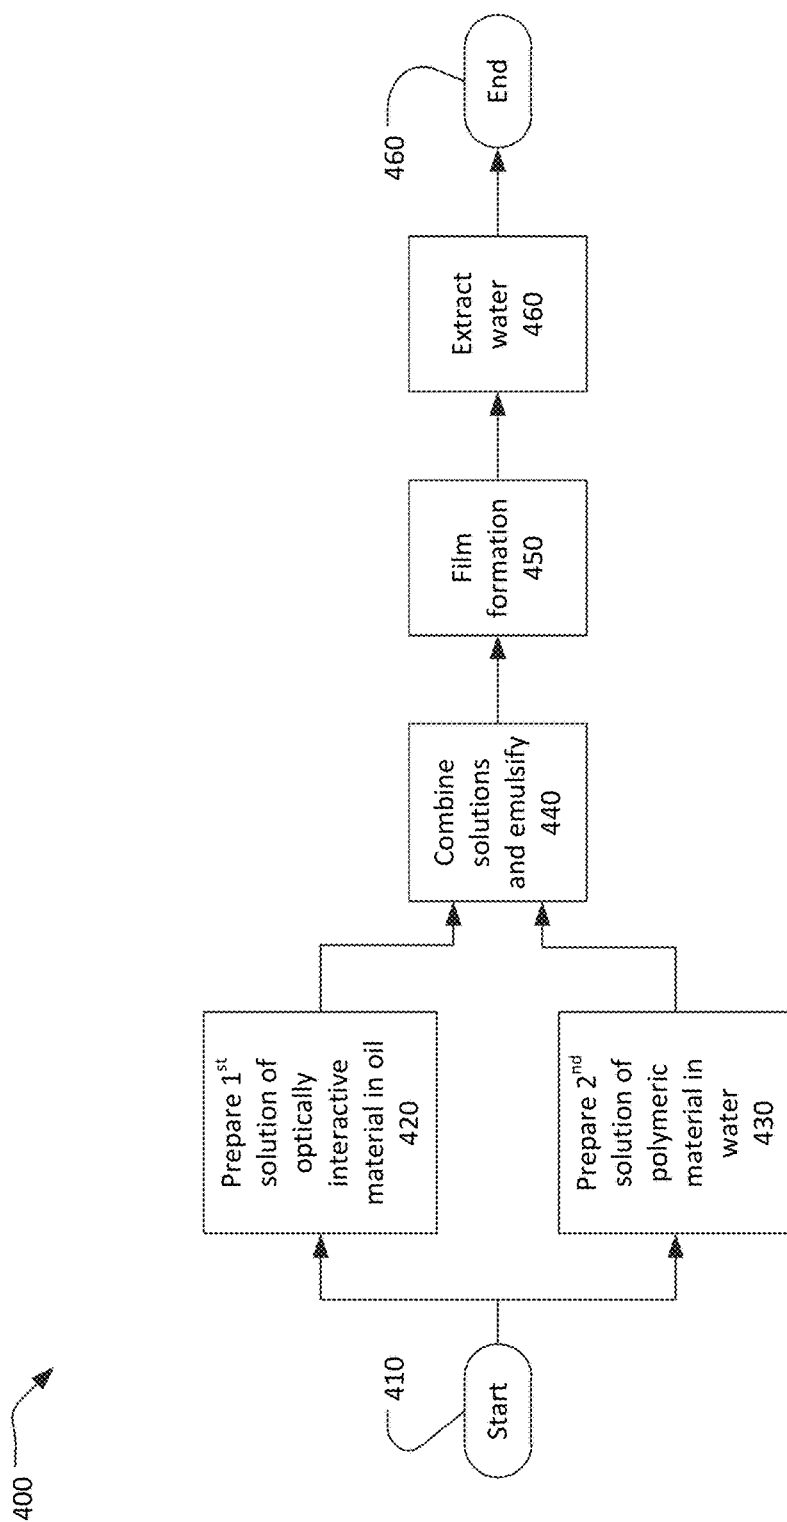 400
410
Start
Prepare 1st
solution of
optically
interactive
material in oil
420
Prepare 2nd
solution of
polymeric
material in
water
430
Combine
solutions
and emulsify
440
Film
formation
450
Extract
water
460
460
End